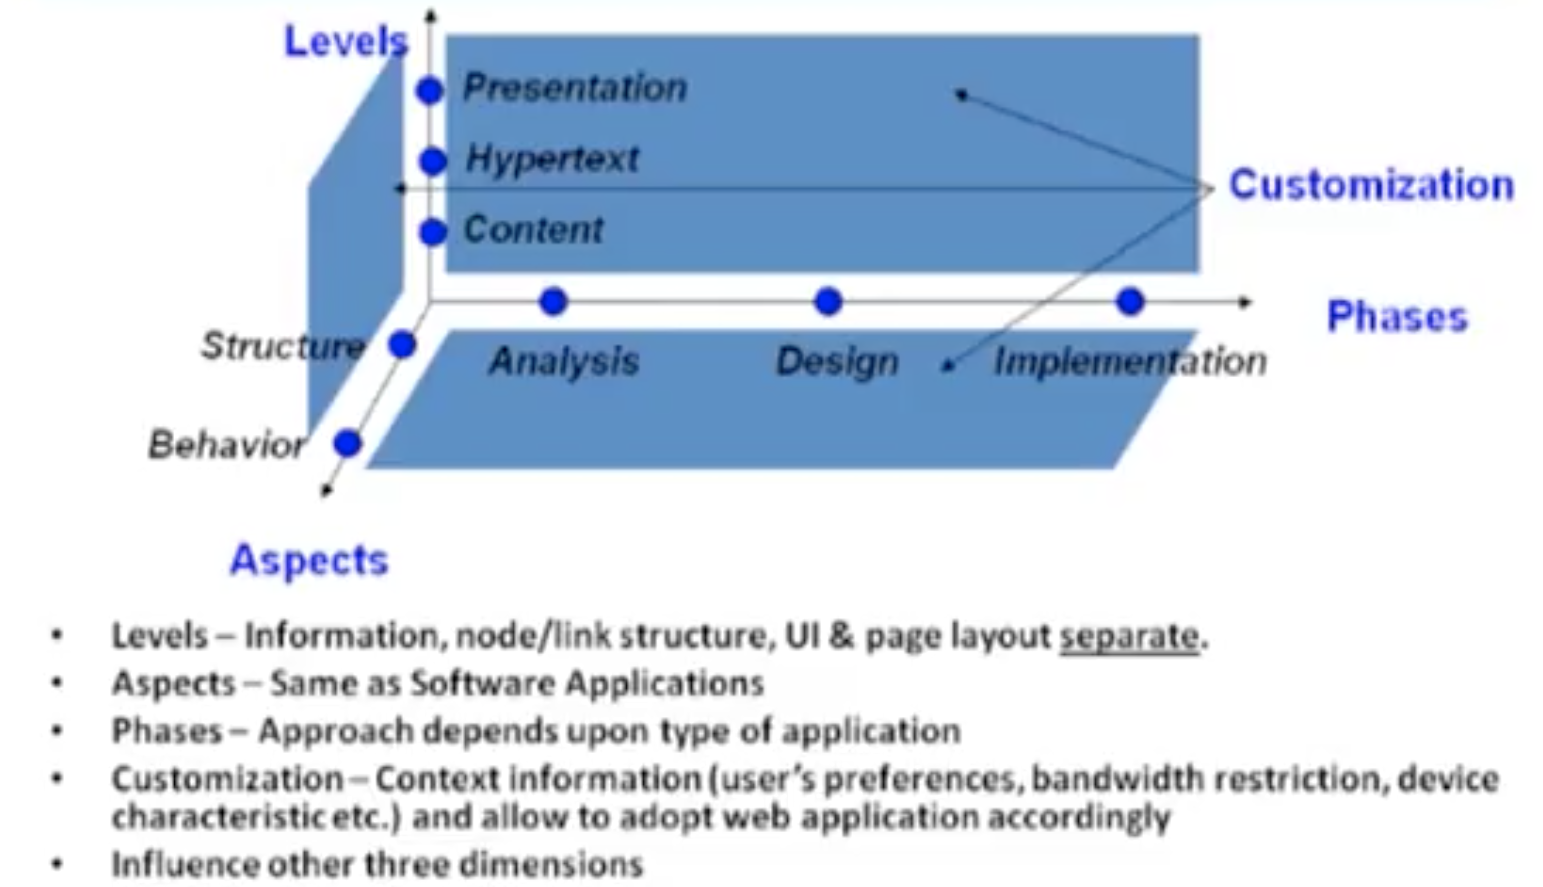 Levels
Presentation
Hypertext
Customization
Content
Phases
Structure
Analysis Design Implementation
Behavior
Aspects
• Levels – Information, node/link structure, UI & page layout separate.
• Aspects – Same as Software Applications
• Phases – Approach depends upon type of application
• Customization – Context information (user's preferences, bandwidth restriction, device
characteristic etc.) and allow to adopt web application accordingly
• Influence other three dimensions